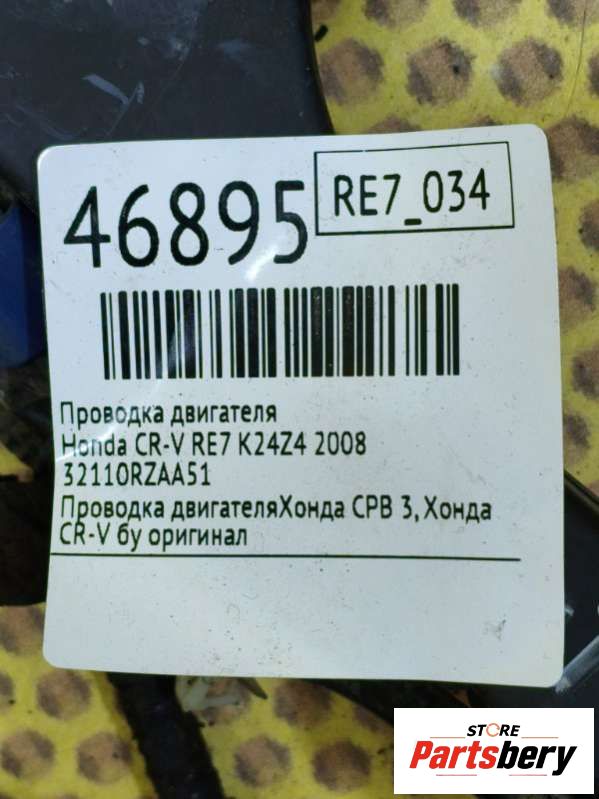 46895
RE7_034
Проводка двигателя
Honda CR-V RE7 K24Z4 2008
32110RZAA51
Проводка двигателяХонда СРВ 3, Хонда
CR-V бу оригинал
STORE
Partsbery